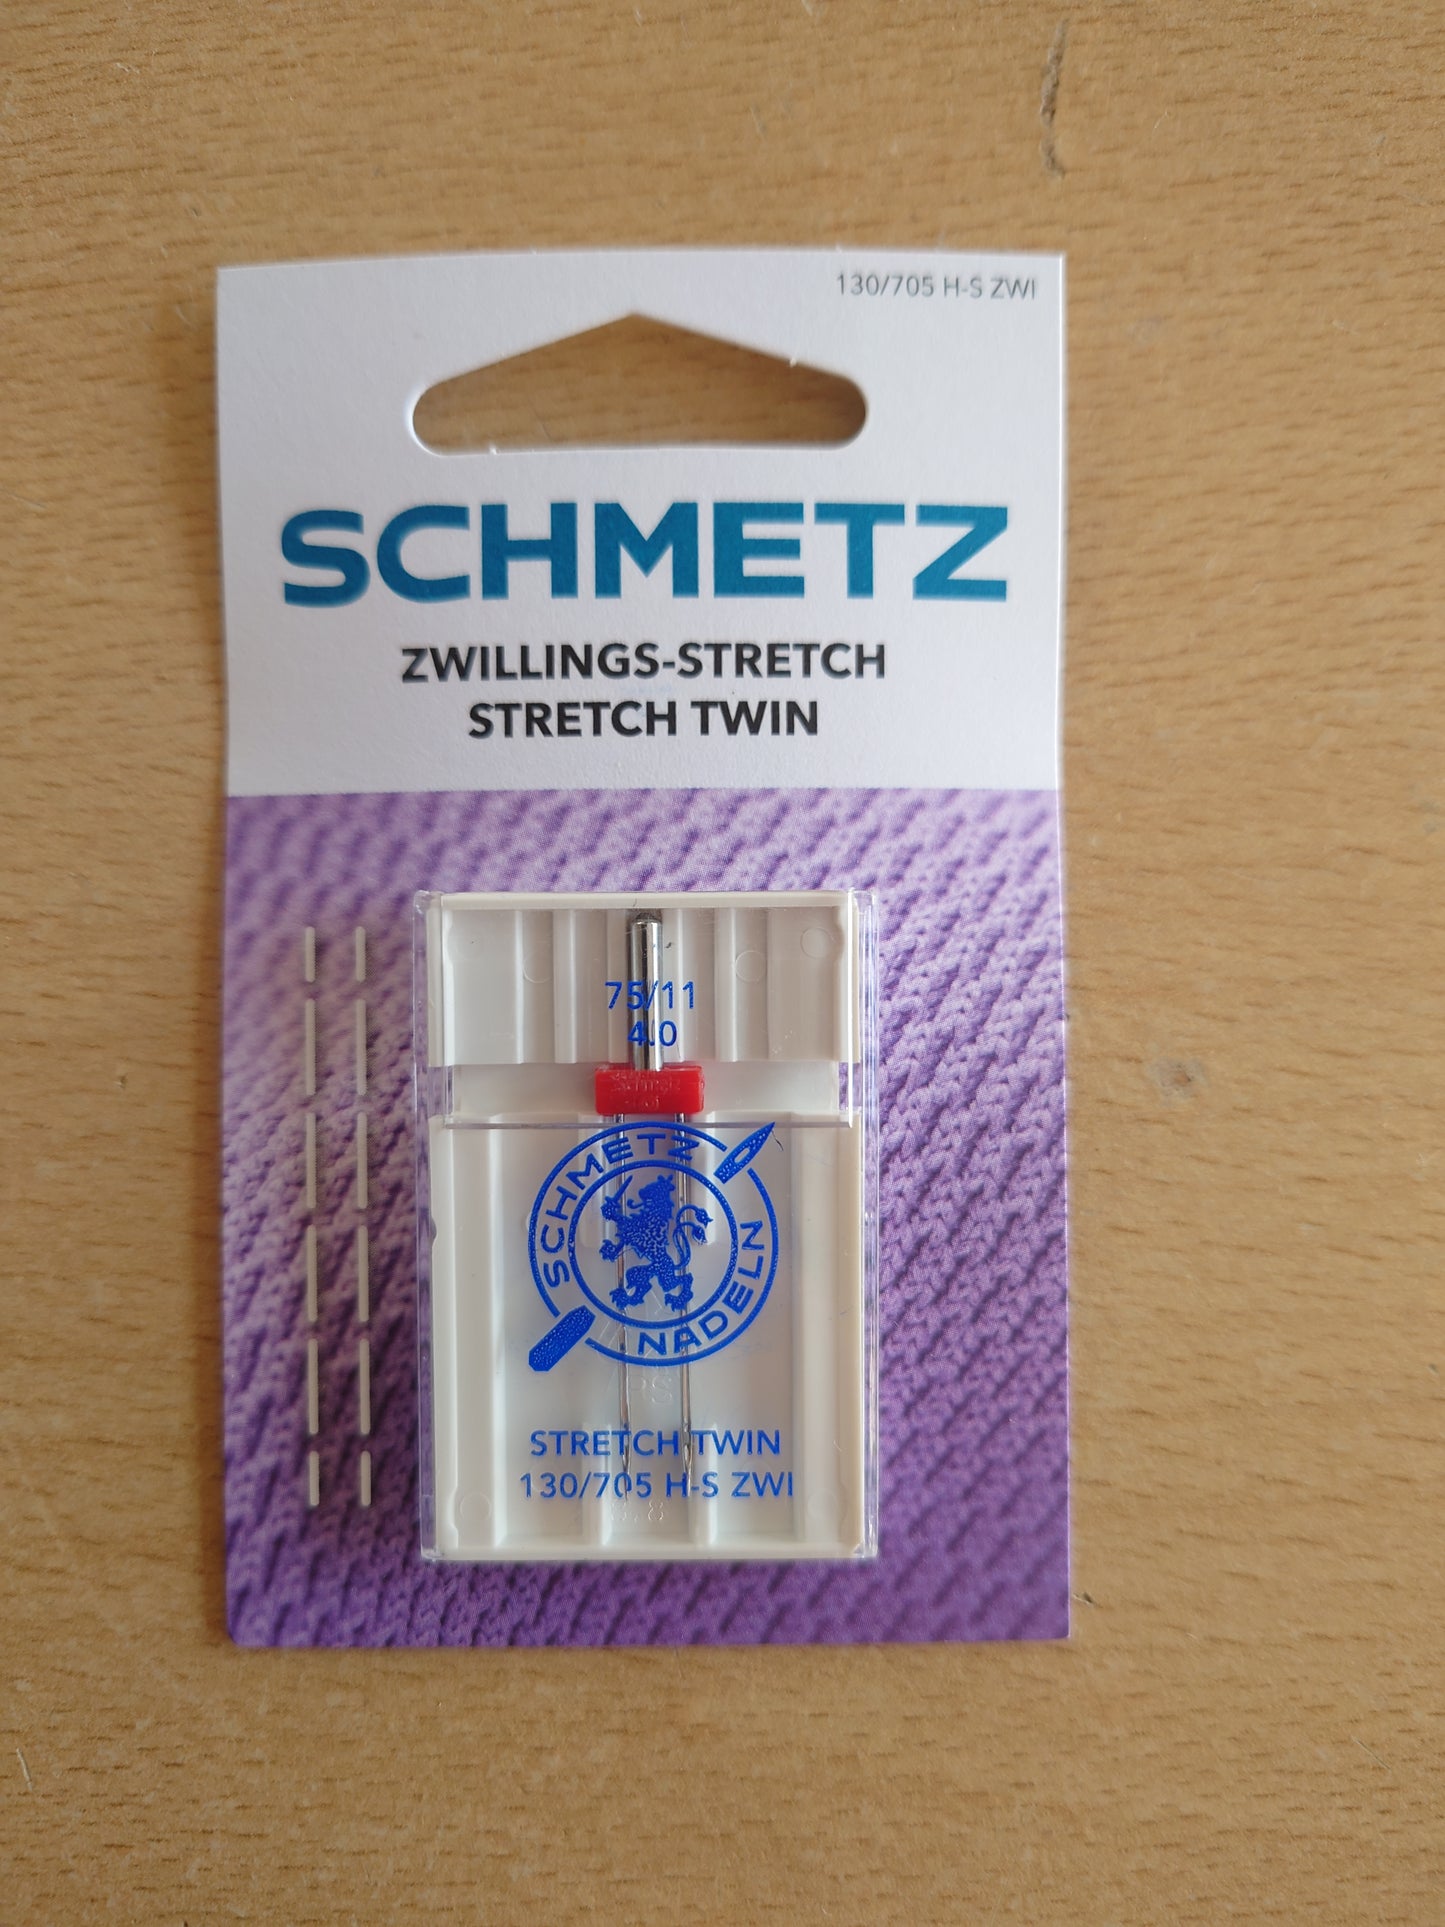 130/705 H-S ZWI
SCHMETZ
ZWILLINGS-STRETCH
STRETCH TWIN
75/11
4.0
SCHMETZ
NADELN
STRETCH TWIN
130/705 H-S ZWI